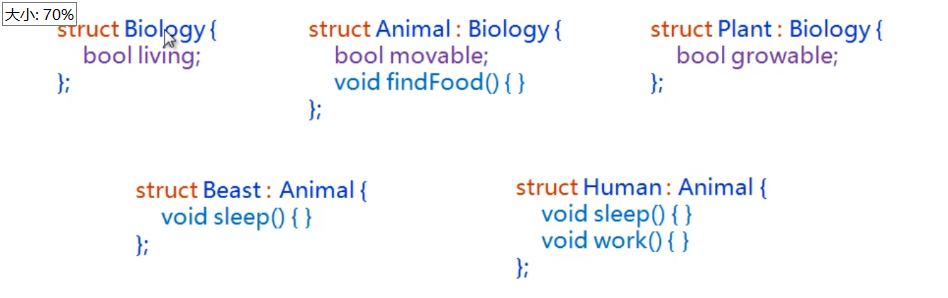 大小: 70%
struct Biology {
bool living;
};
struct Animal : Biology {
bool movable;
void findFood() { }
};
struct Plant : Biology {
bool growable;
};
struct Beast : Animal {
void sleep() { }
};
struct Human : Animal {
void sleep() { }
void work() { }
};